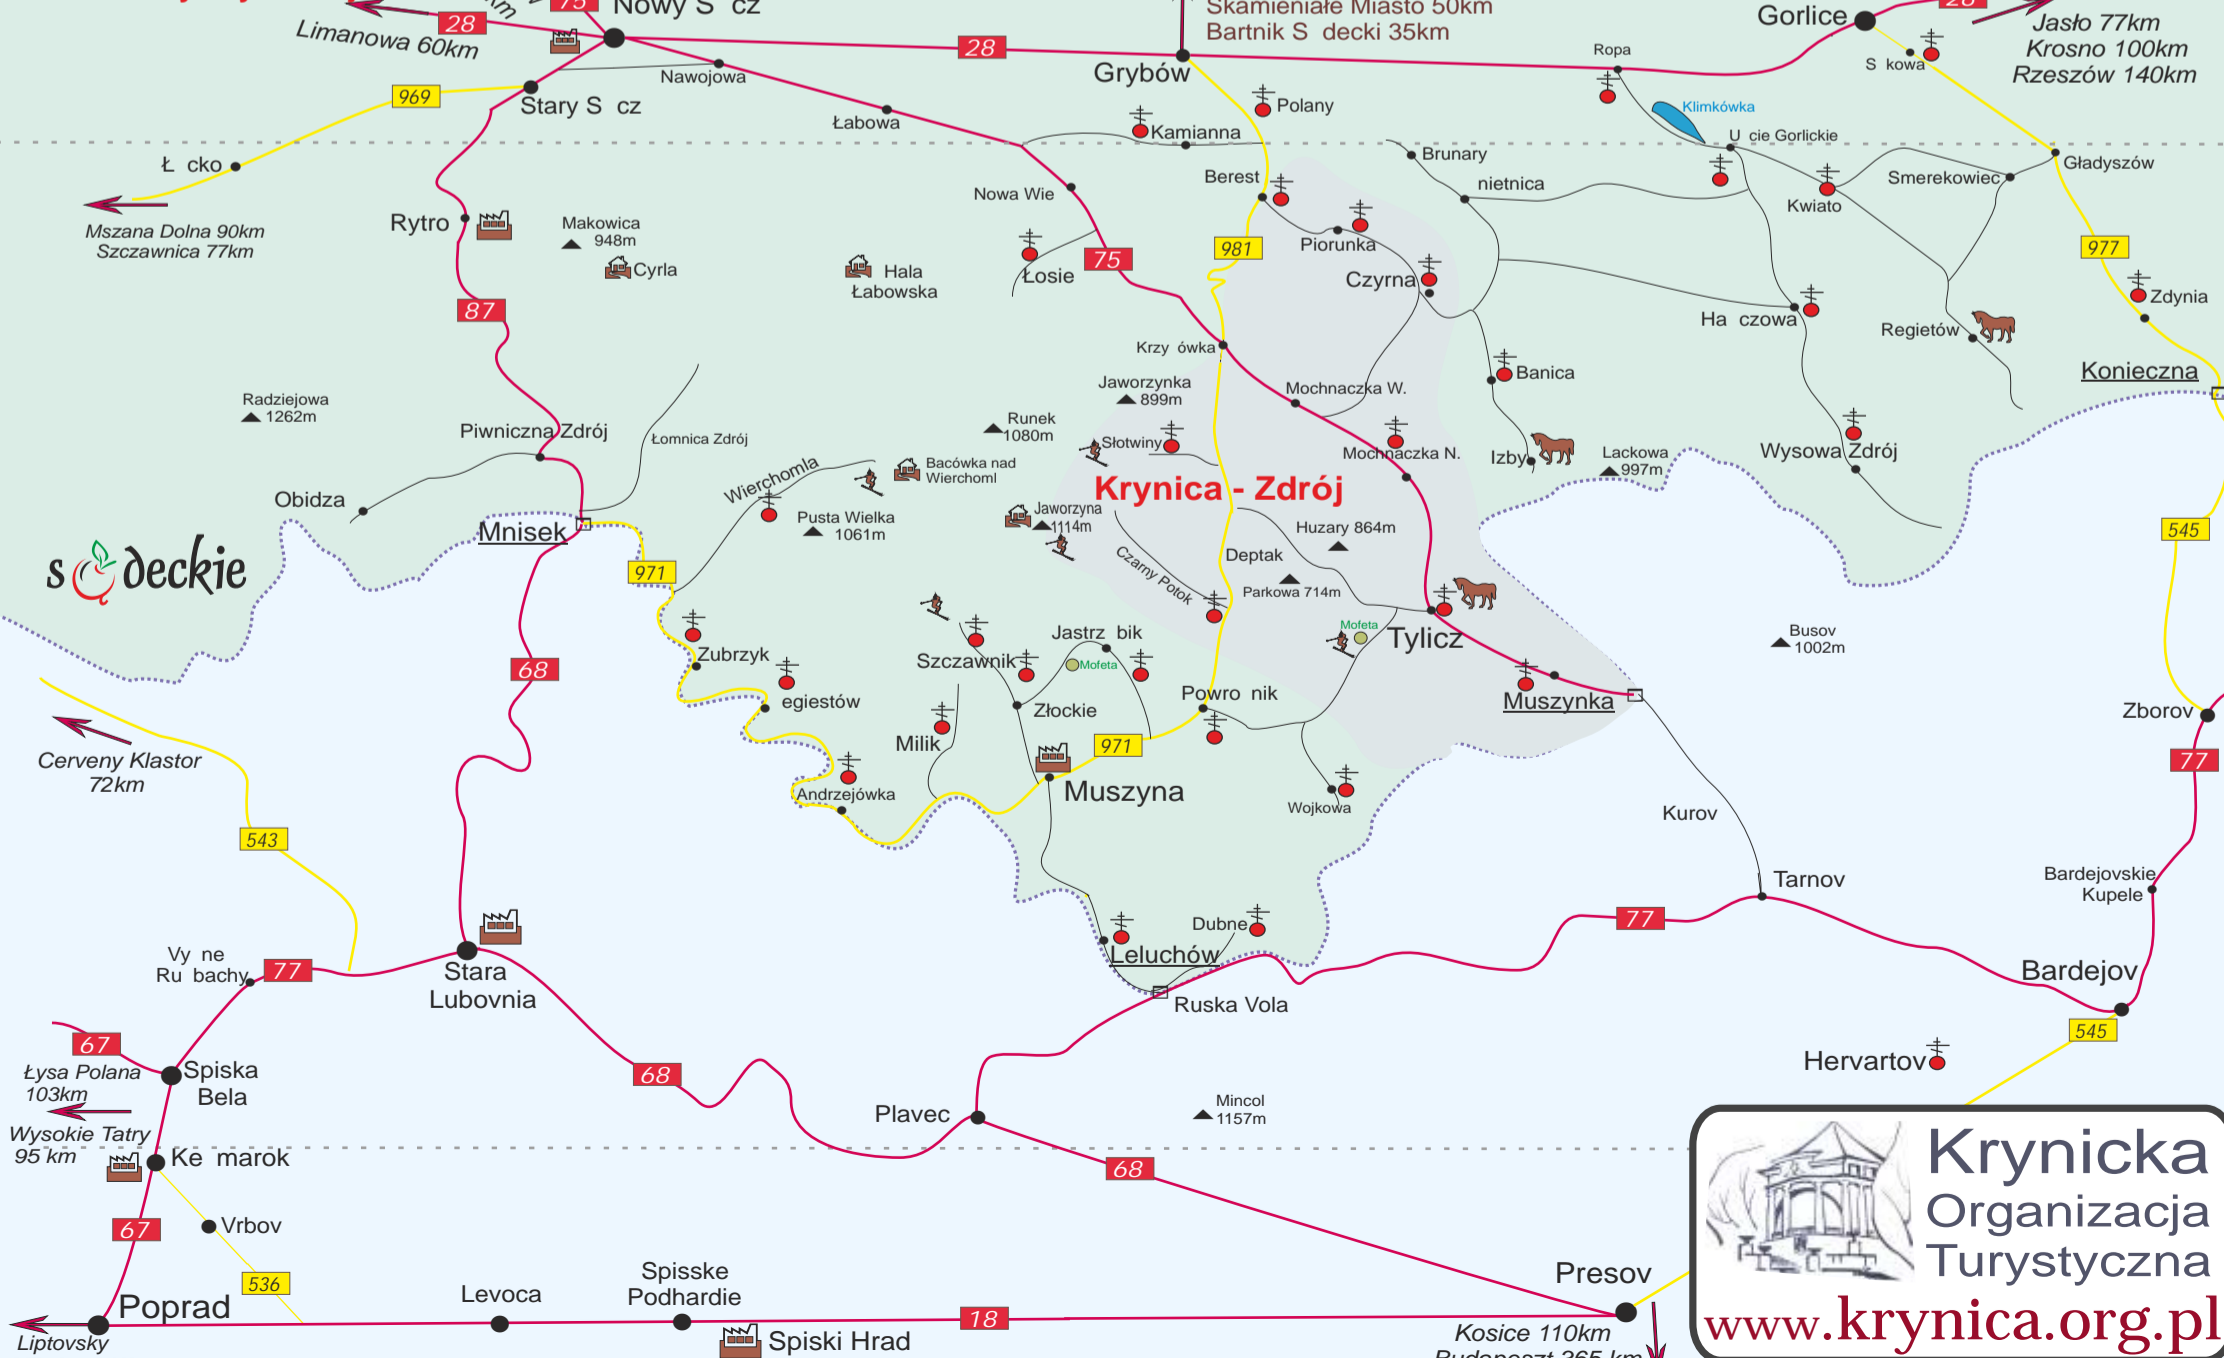 75
Nowy S cz
Skamieniałe Miasto 50km
Bartnik S decki 35km
Gorlice
28
28
km
Limanowa 60km
Jasło 77km
Krosno 100km
Rzeszów 140km
28
Ropa
S kowa
Grybów
Nawojowa
969
Stary S cz
Polany
Klimkówka
Łabowa
Kamianna
U cie Gorlickie
Ł cko
Brunary
Gładyszów
Berest
nietnica
Smerekowiec
Nowa Wie
Kwiato
Mszana Dolna 90km
Szczawnica 77km
Rytro
Makowica
948m
Piorunka
981
977
75
Cyrla
Hala
Łabowska
Łosie
Czyrna
Zdynia
87
Ha czowa
Regietów
Krzy ówka
Konieczna
Banica
Jaworzynka
899m
Mochnaczka W.
Radziejowa
1262m
Runek
1080m
Piwniczna Zdrój
Łomnica Zdrój
Słotwiny
Mochnaczka N.
Izby
Lackowa
997m
Wysowa Zdrój
Wierchomla
Bacówka nad
Wierchoml
Krynica - Zdrój
Obidza
Mnisek
Pusta Wielka
1061m
Jaworzyna
1114m
Huzary 864m
545
s deckie
971
Czarny Potok
Deptak
Parkowa 714m
Mofeta
Tylicz
Busov
1002m
Jastrz bik
Zubrzyk
Szczawnik
Mofeta
68
egiestów
Powro nik
Muszynka
Złockie
Zborov
Milik
971
Cerveny Klastor
72km
77
Muszyna
Andrzejówka
Wojkowa
Kurov
543
Bardejovskie
Kupele
Tarnov
77
Dubne
Leluchów
Vy ne
Ru bachy
77
Stara
Lubovnia
Bardejov
Ruska Vola
545
67
Łysa Polana
103km
Spiska
Bela
68
Hervartov
Plavec
Mincol
1157m
Wysokie Tatry
95 km
Ke marok
68
Krynicka
Organizacja
Turystyczna
www.krynica.org.pl
67
Vrbov
536
Poprad
Levoca
Spisske
Podhardie
Presov
18
Liptovsky
Spiski Hrad
Kosice 110km
Budapeszt 365 km